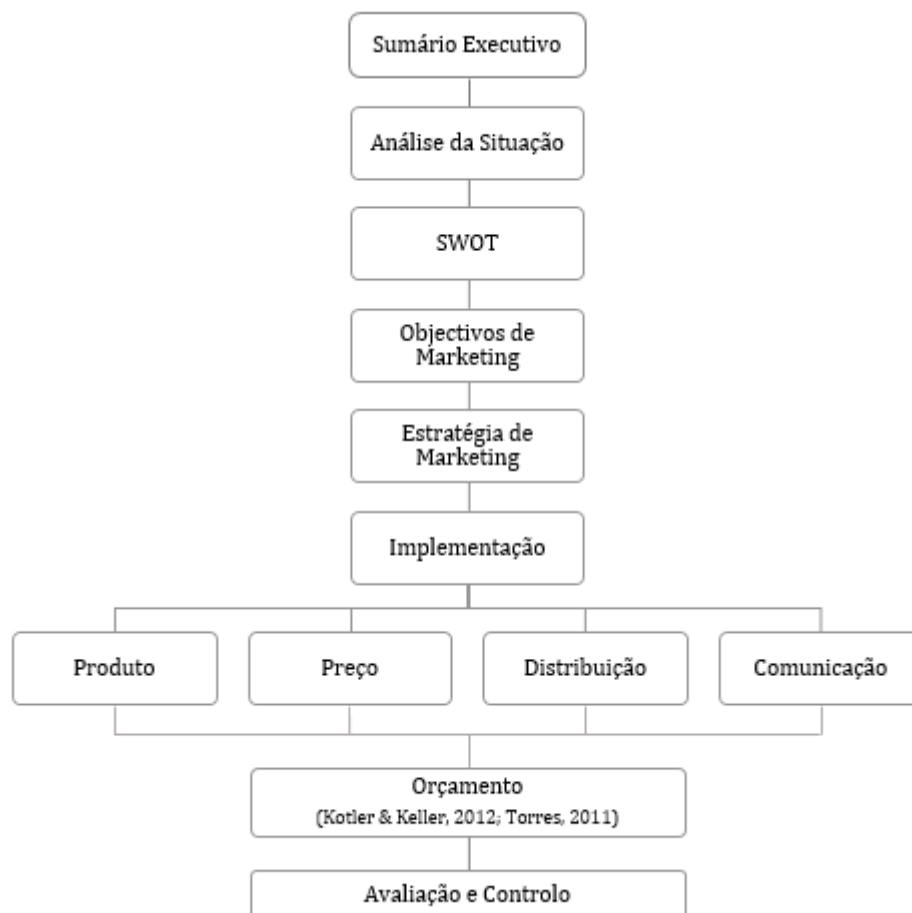 Sumário Executivo
Análise da Situação
SWOT
Objectivos de
Marketing
Estratégia de
Marketing
Implementação
Produto
Preço
Distribuição
Comunicação
Orçamento
(Kotler & Keller, 2012; Torres, 2011)
Avaliação e Controlo